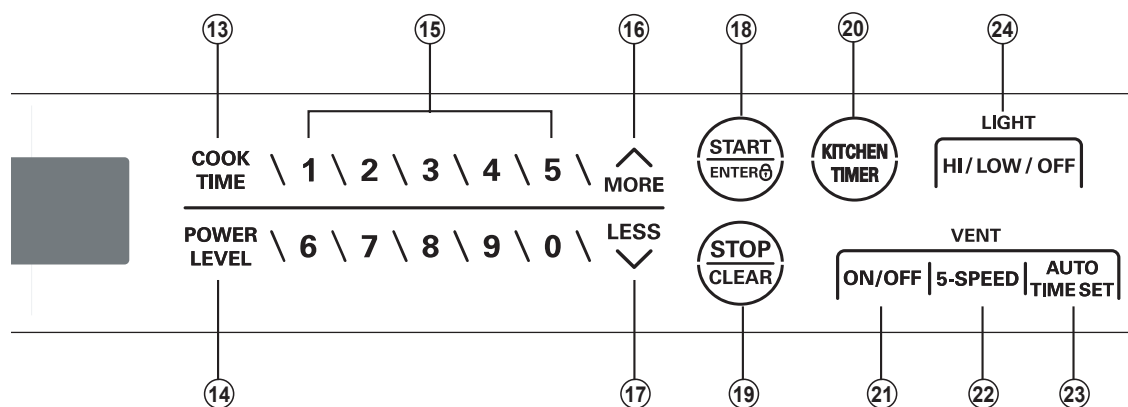 13 15 16 18 20 24
LIGHT
COOK TIME \ 1 \ 2 \ 3 \ 4 \ 5 \ MORE
START
ENTER
KITCHEN
TIMER
HI / LOW / OFF
POWER LEVEL \ 6 \ 7 \ 8 \ 9 \ 0 \ LESS
STOP
CLEAR
VENT
ON/OFF 5-SPEED AUTO TIME SET
14 17 19 21 22 23